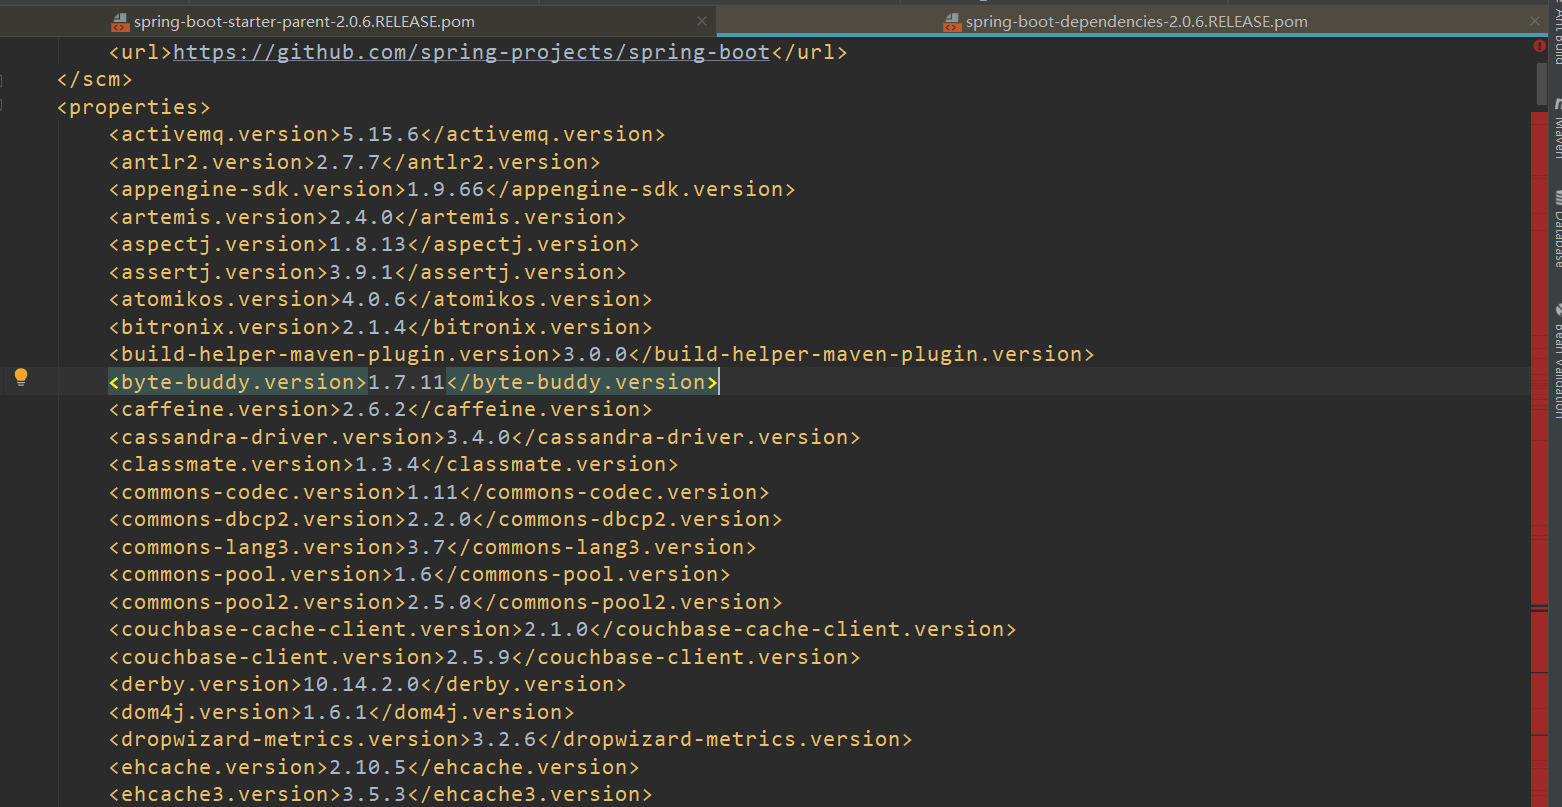 spring-boot-starter-parent-2.0.6.RELEASE.pom
spring-boot-dependencies-2.0.6.RELEASE.pom
<url>https://github.com/spring-projects/spring-boot</url>
</scm>
<properties>
<activemq.version>5.15.6</activemq.version>
<antlr2.version>2.7.7</antlr2.version>
<appengine-sdk.version>1.9.66</appengine-sdk.version>
<artemis.version>2.4.0</artemis.version>
<aspectj.version>1.8.13</aspectj.version>
<assertj.version>3.9.1</assertj.version>
<atomikos.version>4.0.6</atomikos.version>
<bitronix.version>2.1.4</bitronix.version>
<build-helper-maven-plugin.version>3.0.0</build-helper-maven-plugin.version>
<byte-buddy.version>1.7.11</byte-buddy.version>
<caffeine.version>2.6.2</caffeine.version>
<cassandra-driver.version>3.4.0</cassandra-driver.version>
<classmate.version>1.3.4</classmate.version>
<commons-codec.version>1.11</commons-codec.version>
<commons-dbcp2.version>2.2.0</commons-dbcp2.version>
<commons-lang3.version>3.7</commons-lang3.version>
<commons-pool.version>1.6</commons-pool.version>
<commons-pool2.version>2.5.0</commons-pool2.version>
<couchbase-cache-client.version>2.1.0</couchbase-cache-client.version>
<couchbase-client.version>2.5.9</couchbase-client.version>
<derby.version>10.14.2.0</derby.version>
<dom4j.version>1.6.1</dom4j.version>
<dropwizard-metrics.version>3.2.6</dropwizard-metrics.version>
<ehcache.version>2.10.5</ehcache.version>
<ehcache3.version>3.5.3</ehcache3.version>
Ant Build
Maven
Database
Bean Validation